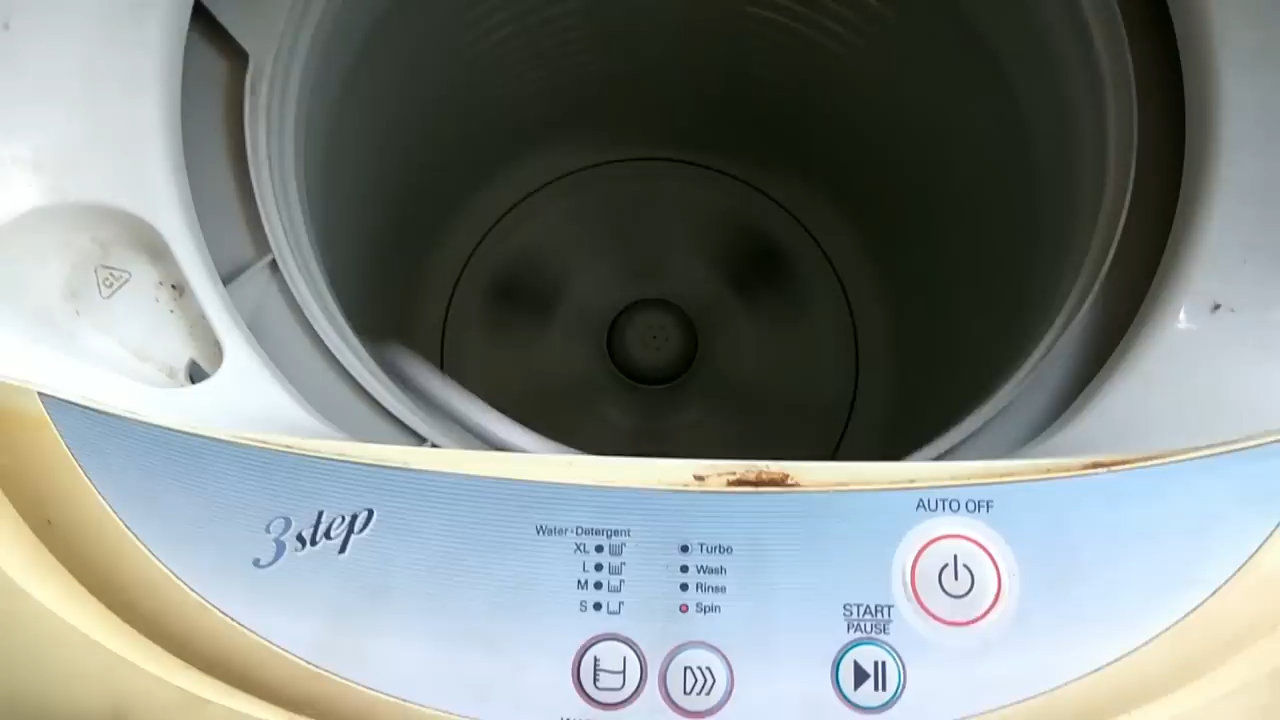 CL
3step
AUTO OFF
Water•Detergent
XL
L
M
S
Turbo
Wash
Rinse
Spin
START
PAUSE